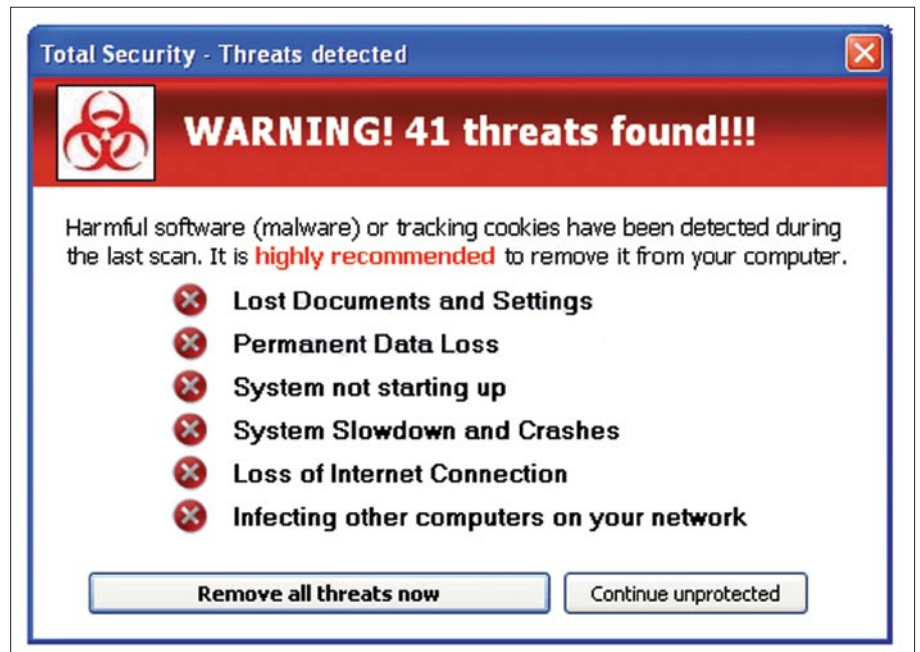 Total Security - Threats detected
WARNING! 41 threats found!!!
Harmful software (malware) or tracking cookies have been detected during
the last scan. It is highly recommended to remove it from your computer.
Lost Documents and Settings
Permanent Data Loss
System not starting up
System Slowdown and Crashes
Loss of Internet Connection
Infecting other computers on your network
Remove all threats now
Continue unprotected